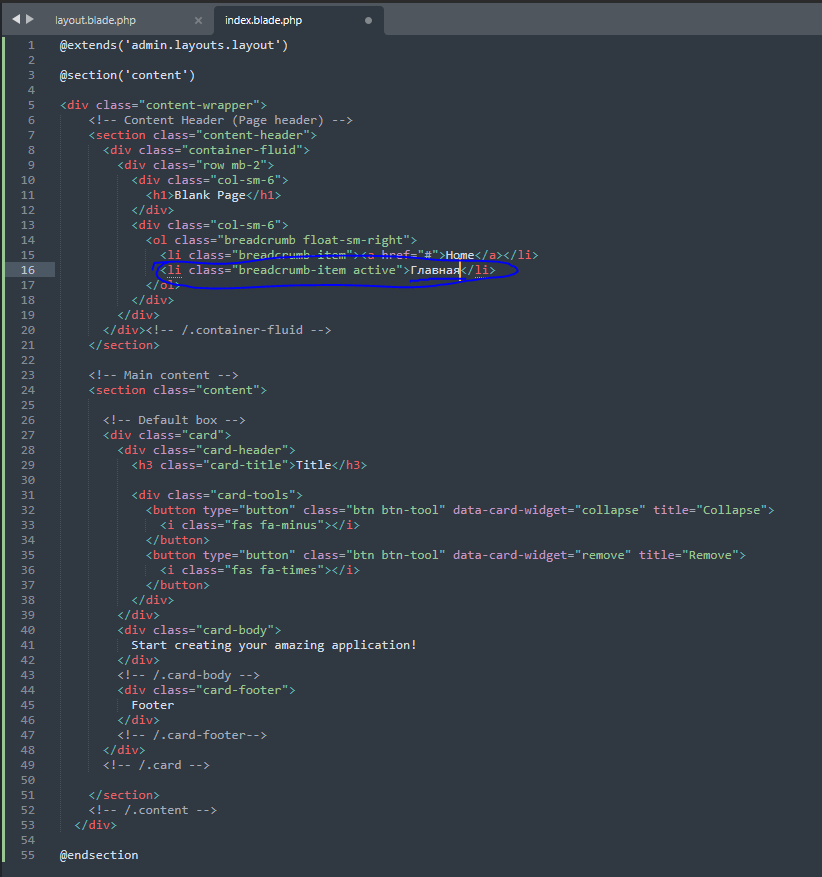 layout.blade.php × index.blade.php
1 @extends('admin.layouts.layout')
2
3 @section('content')
4
5 <div class="content-wrapper">
6 <!-- Content Header (Page header) -->
7 <section class="content-header">
8 <div class="container-fluid">
9 <div class="row mb-2">
10 <div class="col-sm-6">
11 <h1>Blank Page</h1>
12 </div>
13 <div class="col-sm-6">
14 <ol class="breadcrumb float-sm-right">
15 <li class="breadcrumb-item"><a href="#">Home</a></li>
16 <li class="breadcrumb-item active">Главная</li>
17 </ol>
18 </div>
19 </div>
20 </div><!-- /.container-fluid -->
21 </section>
22
23 <!-- Main content -->
24 <section class="content">
25
26 <!-- Default box -->
27 <div class="card">
28 <div class="card-header">
29 <h3 class="card-title">Title</h3>
30
31 <div class="card-tools">
32 <button type="button" class="btn btn-tool" data-card-widget="collapse" title="Collapse">
33 <i class="fas fa-minus"></i>
34 </button>
35 <button type="button" class="btn btn-tool" data-card-widget="remove" title="Remove">
36 <i class="fas fa-times"></i>
37 </button>
38 </div>
39 </div>
40 <div class="card-body">
41 Start creating your amazing application!
42 </div>
43 <!-- /.card-body -->
44 <div class="card-footer">
45 Footer
46 </div>
47 <!-- /.card-footer-->
48 </div>
49 <!-- /.card -->
50
51 </section>
52 <!-- /.content -->
53 </div>
54
55 @endsection